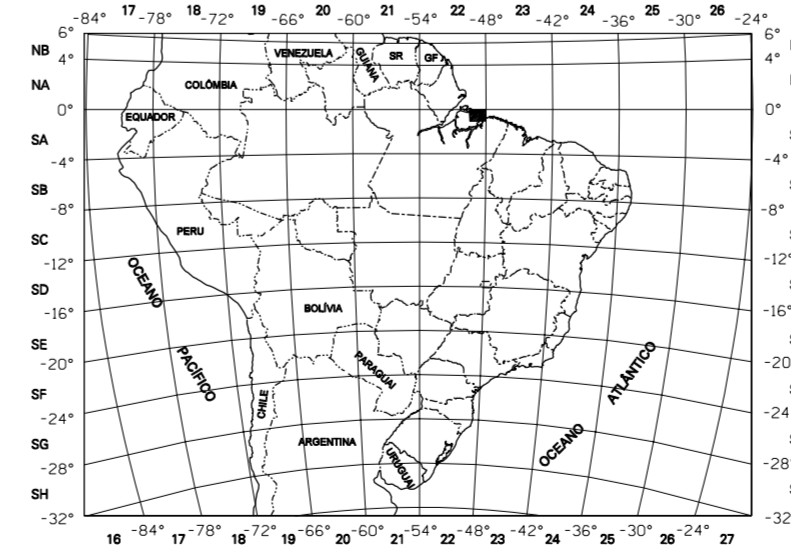 17 18 19 20 21 22 23 24 25 26
-84° -78° -72° -66° -60° -54° -48° -42° -36° -30° -24°
6° 6°
NB
4° 4°
VENEZUELA
GUIANA
SR
GF
NA
COLÔMBIA
0° 0°
EQUADOR
SA
-4° -4°
SB
-8° -8°
PERU
SC
-12° -12°
OCEANO
SD
BOLÍVIA
-16° -16°
SE
PACÍFICO
PARAGUAI
ATLÂNTICO
-20° -20
SF
CHILE
-24° -24
SG
ARGENTINA
OCEANO
-28° -28°
URUGUAI
SH
-32° -32
-84° -78° -72° -66° -60° -54° -48° -42° -36° -30° -24°
16 17 18 19 20 21 22 23 24 25 26 27